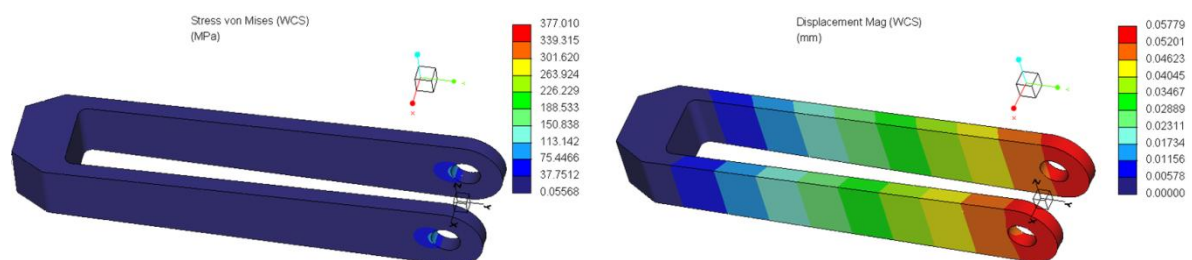 Stress von Mises (WCS)
(MPa)
377.010
339.315
301.620
263.924
226.229
188.533
150.838
113.142
75.4466
37.7512
0.05568
X
Y
Z
X
Y
Displacement Mag (WCS)
(mm)
0.05779
0.05201
0.04623
0.04045
0.03467
0.02889
0.02311
0.01734
0.01156
0.00578
0.00000
X
Y
Z
X
Y